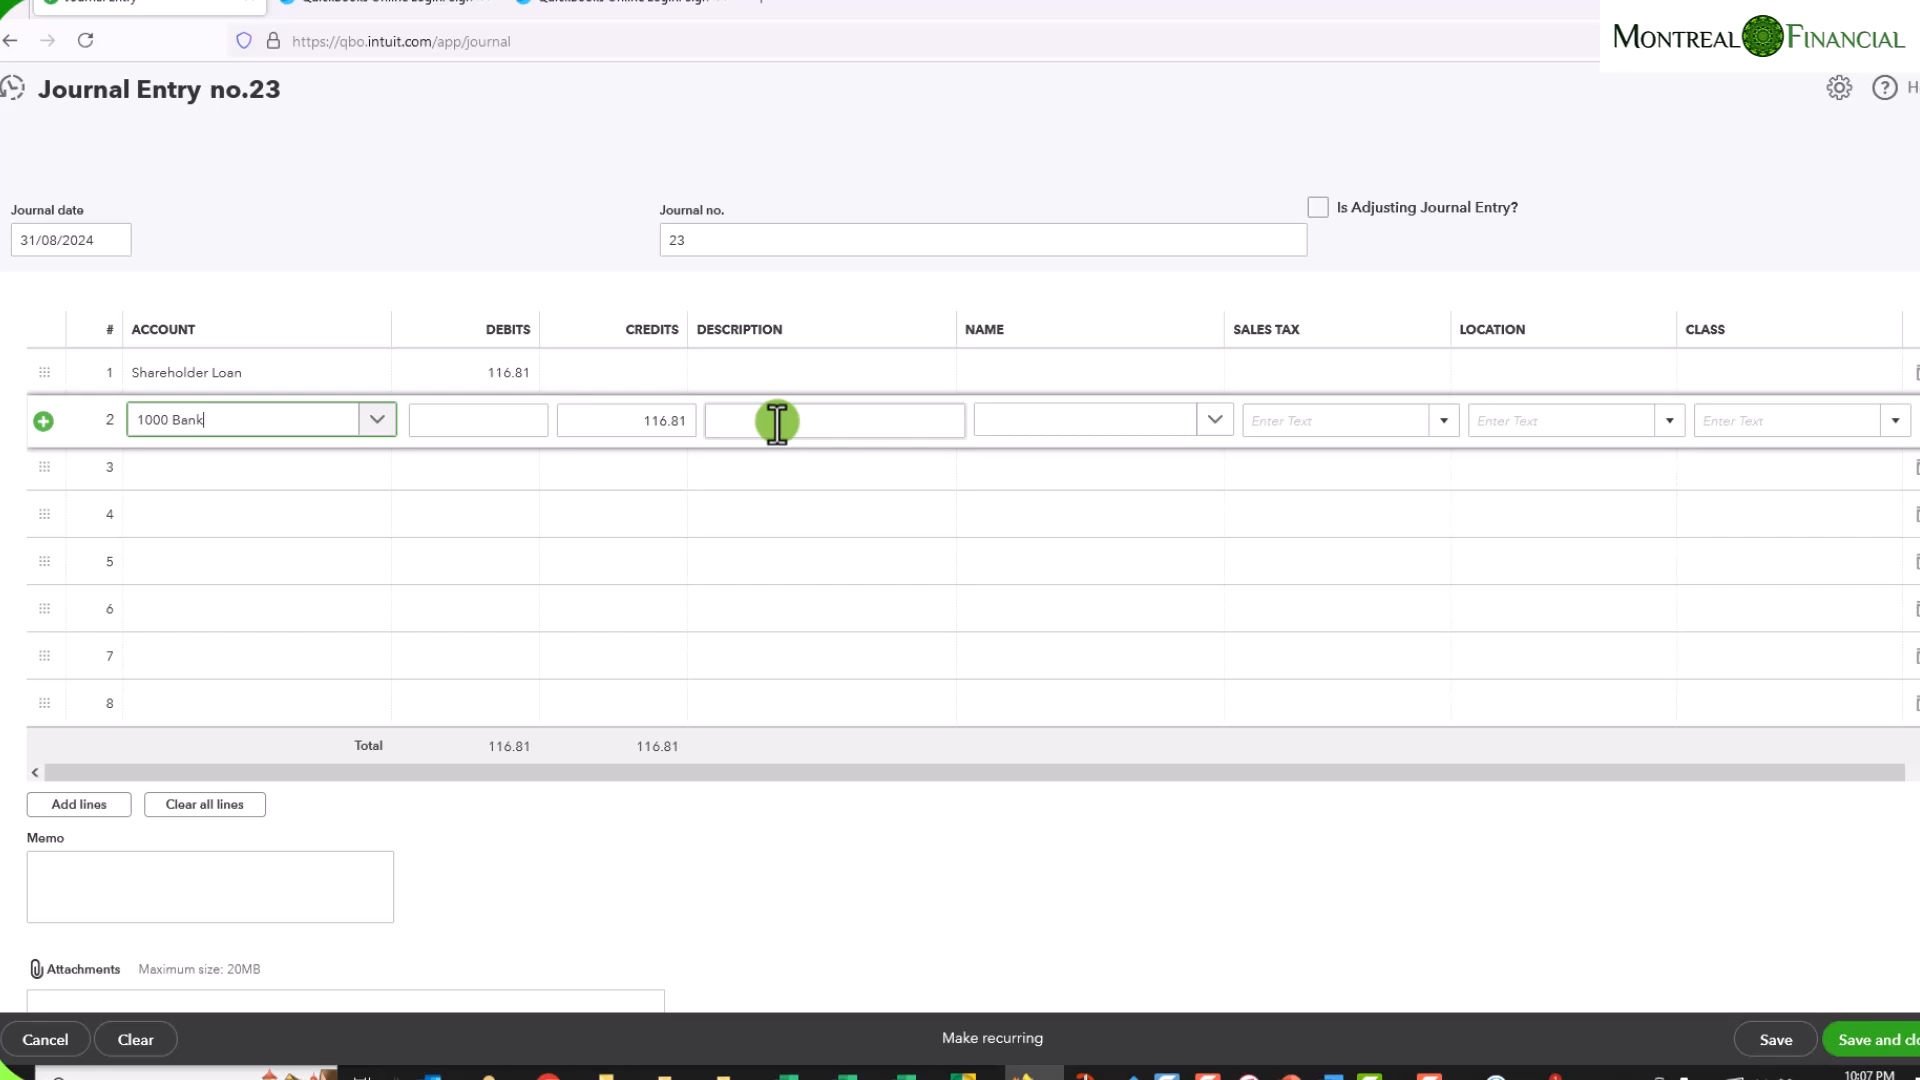 https://qbo.intuit.com/app/journal
MONTREAL FINANCIAL
Journal Entry no.23
Journal date
Journal no.
Is Adjusting Journal Entry?
31/08/2024
23
# ACCOUNT DEBITS CREDITS DESCRIPTION NAME SALES TAX LOCATION CLASS
1 Shareholder Loan 116.81
2 1000 Bank 116.81 Enter Text Enter Text Enter Text
3
4
5
6
7
8
Total 116.81 116.81
Add lines Clear all lines
Memo
Attachments Maximum size: 20MB
Cancel Clear Make recurring Save Save and clo
10:07 PM